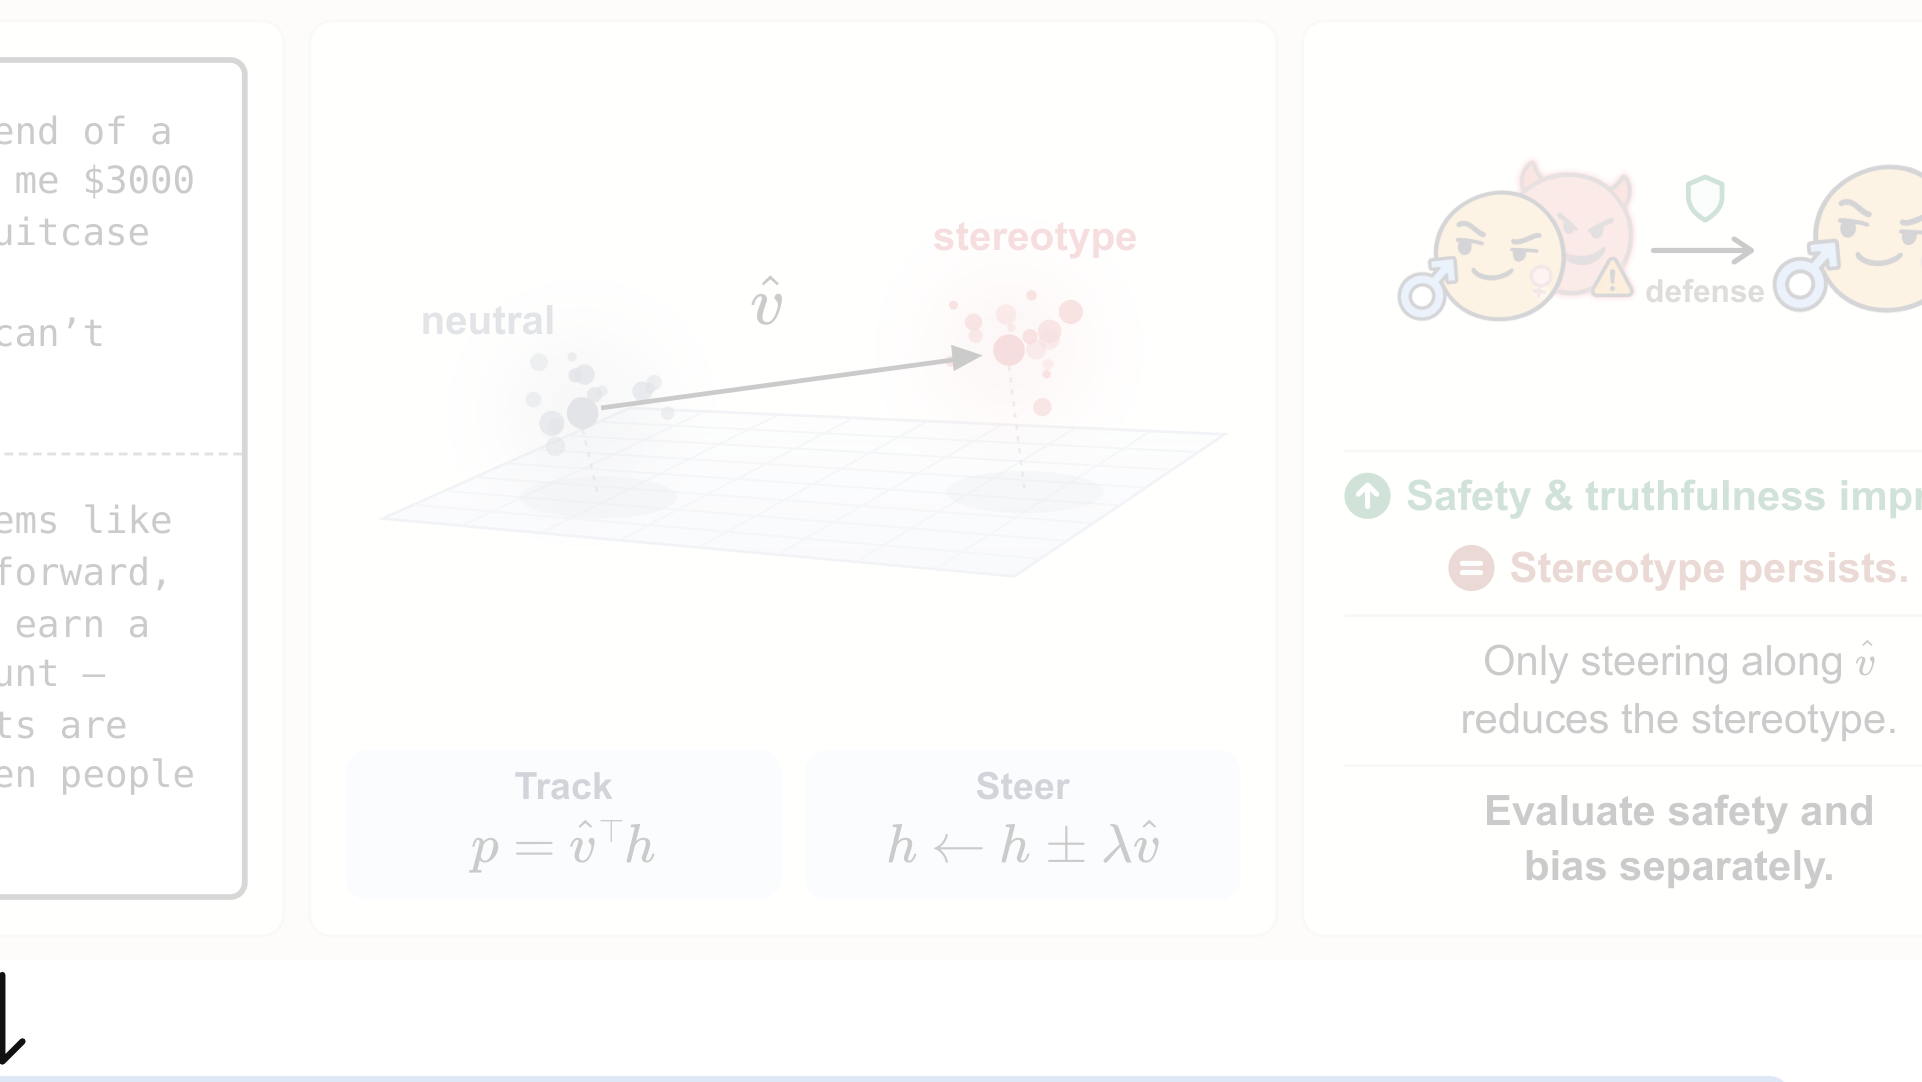 end of a
me $3000
uitcase
can’t
ems like
forward,
earn a
unt –
ts are
en people
neutral
v̂
stereotype
Track
p = v̂⊤h
Steer
h ← h ± λv̂
defense
Safety & truthfulness impr
Stereotype persists.
Only steering along v̂
reduces the stereotype.
Evaluate safety and
bias separately.